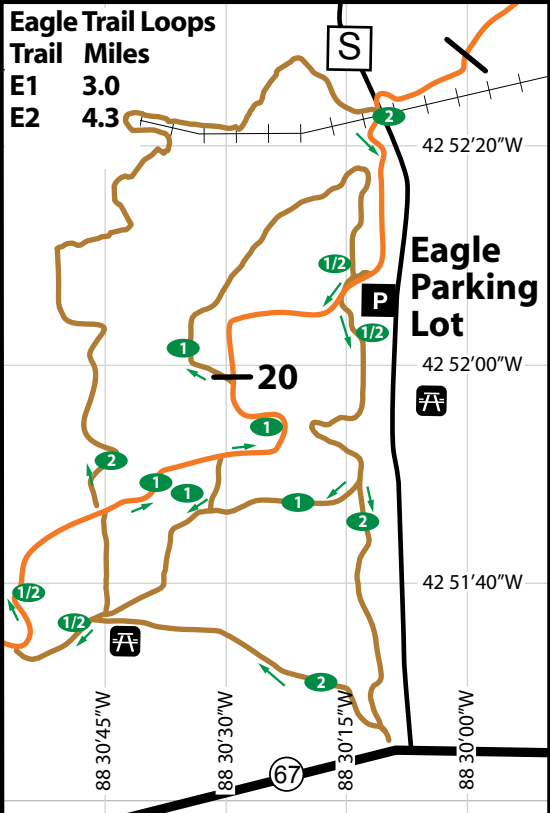 Eagle Trail Loops
Trail Miles
E1 3.0
E2 4.3
S
2
42 52'20"W
1/2
Eagle
Parking
Lot
P
1/2
1
42 52'00"W
20
1
2
1
1
1
2
42 51'40"W
1/2
1/2
2
88 30'45"W
88 30'30"W
88 30'15"W
88 30'00"W
67